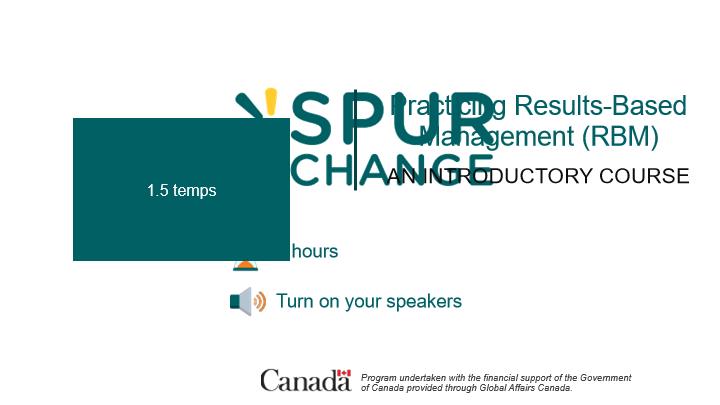 SPUR
CHANGE
Practicing Results-Based
Management (RBM)
AN INTRODUCTORY COURSE
1.5 temps
hours
Turn on your speakers
Canada
Program undertaken with the financial support of the Government
of Canada provided through Global Affairs Canada.